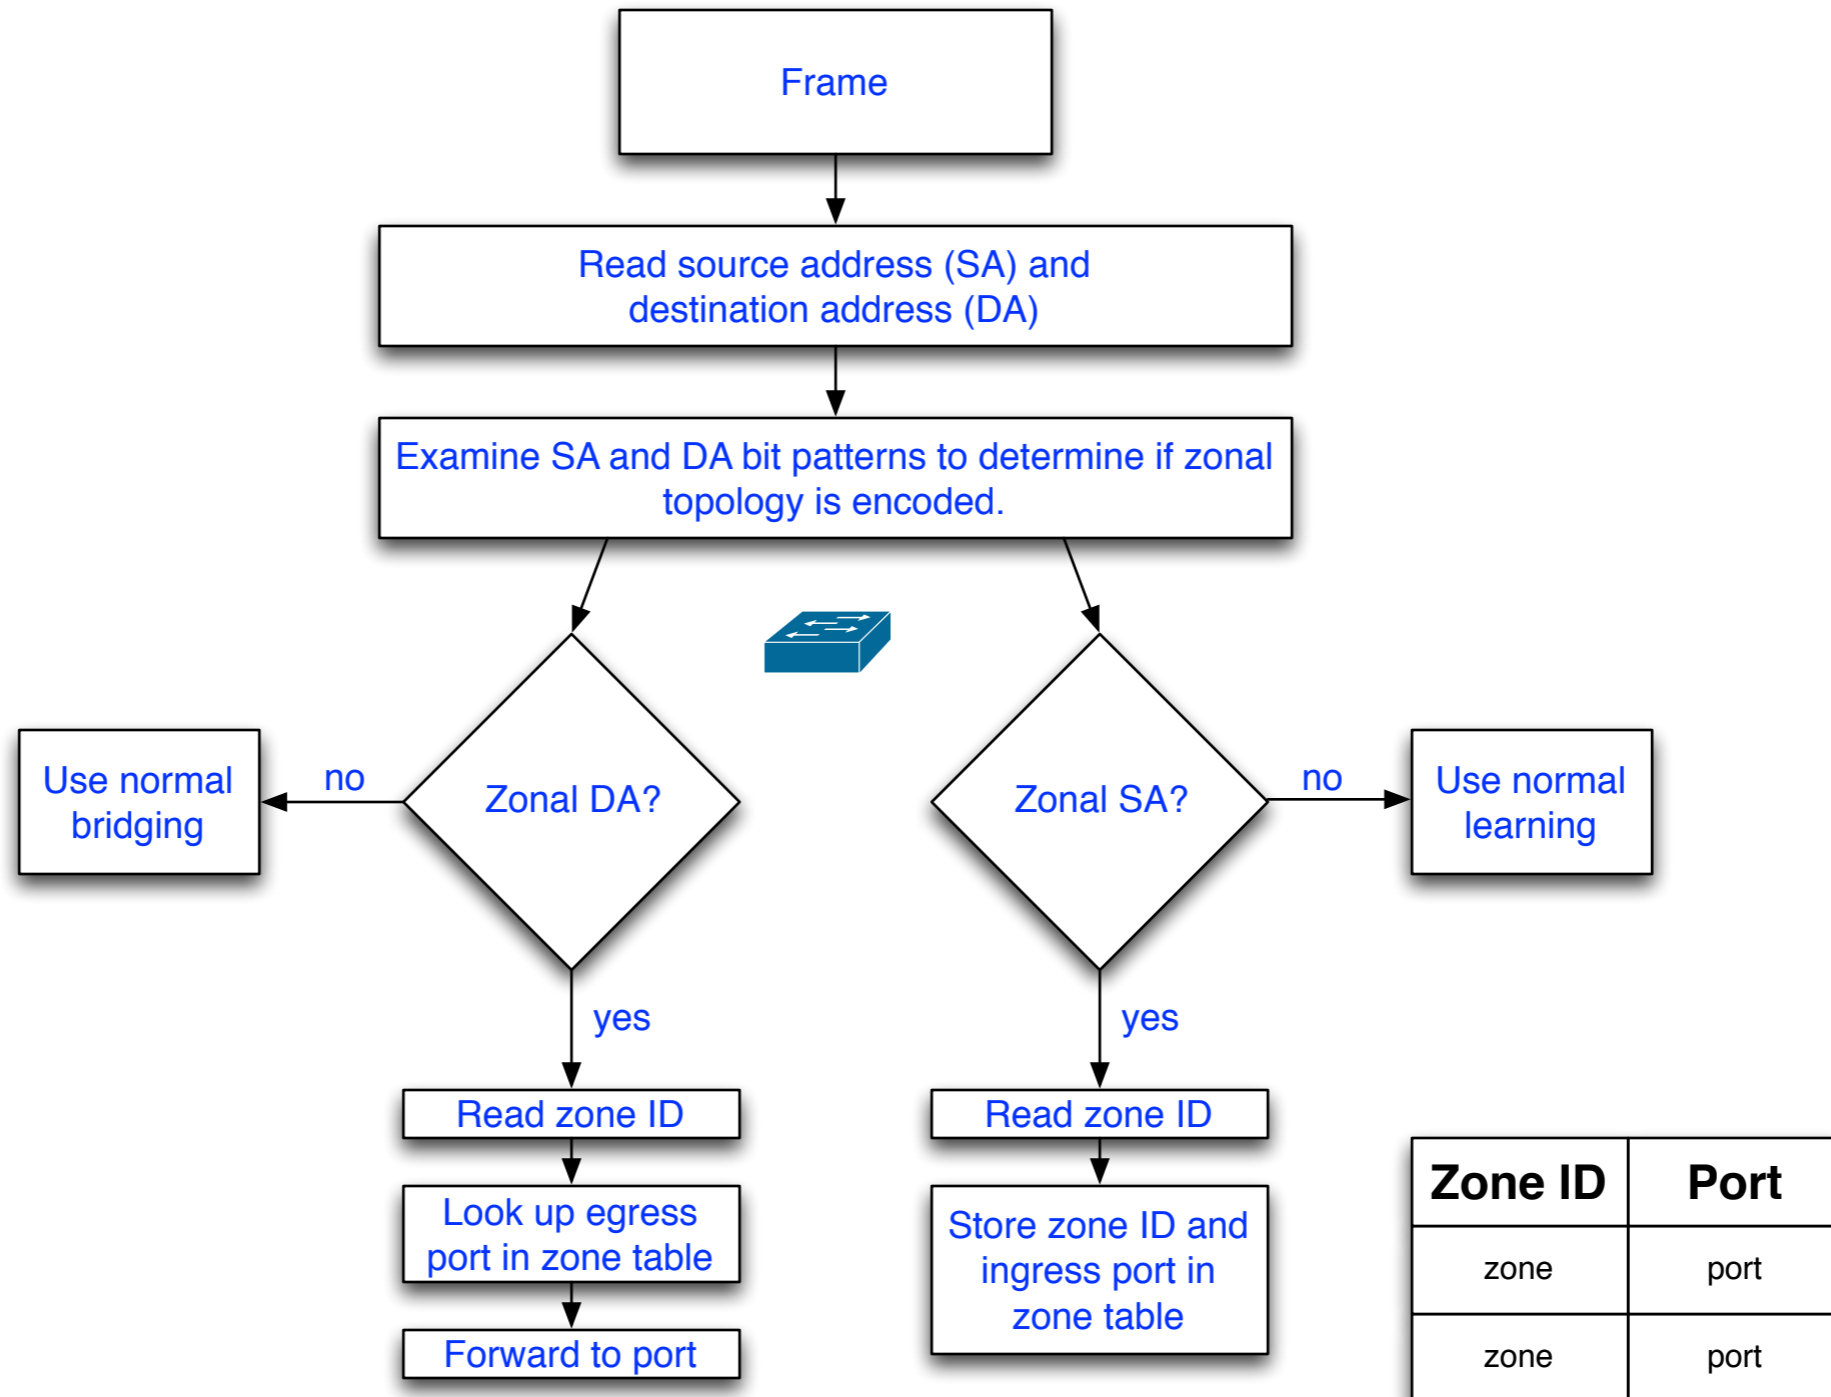 Frame
Read source address (SA) and
destination address (DA)
Examine SA and DA bit patterns to determine if zonal
topology is encoded.
Use normal
bridging
no
Zonal DA?
Zonal SA?
no
Use normal
learning
yes
yes
Read zone ID
Look up egress
port in zone table
Forward to port
Read zone ID
Store zone ID and
ingress port in
zone table
Zone ID Port
zone port
zone port